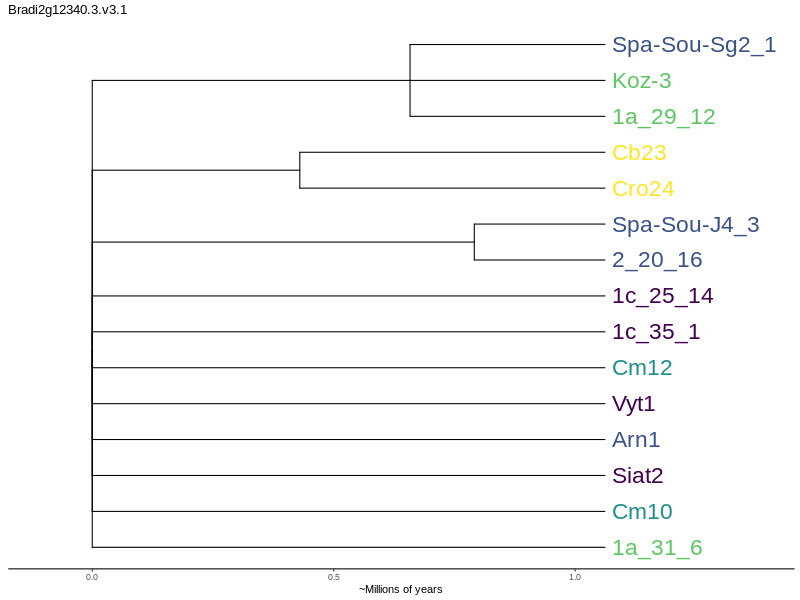 Bradi2g12340.3.v3.1
Spa-Sou-Sg2_1
Koz-3
1a_29_12
Cb23
Cro24
Spa-Sou-J4_3
2_20_16
1c_25_14
1c_35_1
Cm12
Vyt1
Arn1
Siat2
Cm10
1a_31_6
0.0 0.5 1.0
~Millions of years